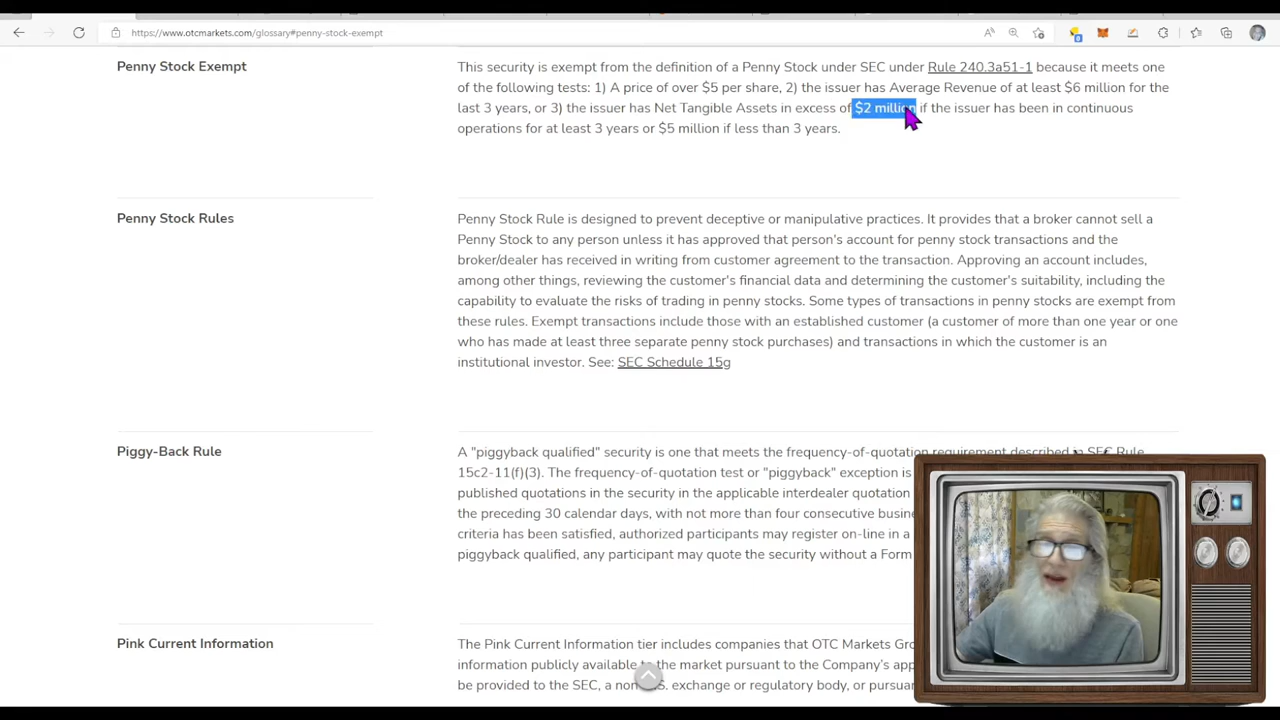 https://www.otcmarkets.com/glossary#penny-stock-exempt
Penny Stock Exempt
This security is exempt from the definition of a Penny Stock under SEC under Rule 240.3a51-1 because it meets one
of the following tests: 1) A price of over $5 per share, 2) the issuer has Average Revenue of at least $6 million for the
last 3 years, or 3) the issuer has Net Tangible Assets in excess of $2 million if the issuer has been in continuous
operations for at least 3 years or $5 million if less than 3 years.
Penny Stock Rules
Penny Stock Rule is designed to prevent deceptive or manipulative practices. It provides that a broker cannot sell a
Penny Stock to any person unless it has approved that person's account for penny stock transactions and the
broker/dealer has received in writing from customer agreement to the transaction. Approving an account includes,
among other things, reviewing the customer's financial data and determining the customer's suitability, including the
capability to evaluate the risks of trading in penny stocks. Some types of transactions in penny stocks are exempt from
these rules. Exempt transactions include those with an established customer (a customer of more than one year or one
who has made at least three separate penny stock purchases) and transactions in which the customer is an
institutional investor. See: SEC Schedule 15g
Piggy-Back Rule
A "piggyback qualified" security is one that meets the frequency-of-quotation requirement described in SEC Rule
15c2-11(f)(3). The frequency-of-quotation test or "piggyback" exception is
published quotations in the security in the applicable interdealer quotation
the preceding 30 calendar days, with not more than four consecutive
criteria has been satisfied, authorized participants may register on-line in a
piggyback qualified, any participant may quote the security without a Form
Pink Current Information
The Pink Current Information tier includes companies that OTC Markets
information publicly available to the market pursuant to the Company's
be provided to the SEC, a exchange or regulatory body, or